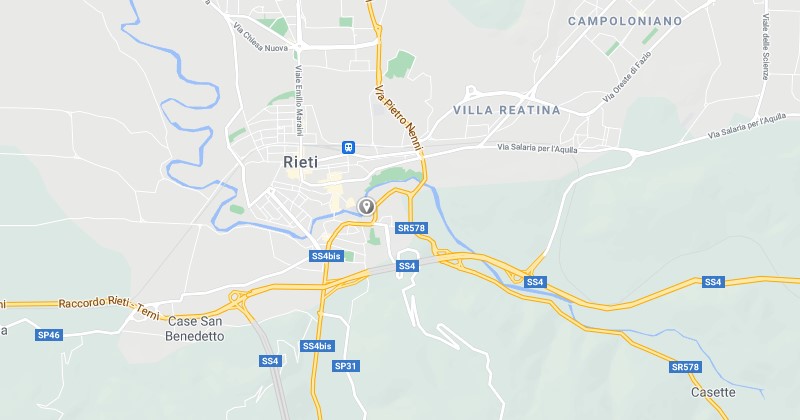 CAMPOLONIANO
Via Chiesa Nuova
Viale delle Scienze
Viale Emilio Maraini
Via Oreste di Fazio
Via Pietro Nenni
VILLA REATINA
Via Salaria per l'Aquila
Via Salaria per l'Aquila
Rieti
SR578
SS4bis
SS4
SS4
SS4
ni
Raccordo Rieti - Terni
Case San
Benedetto
a
SP46
SS4bis
SS4
SP31
SR578
Casette